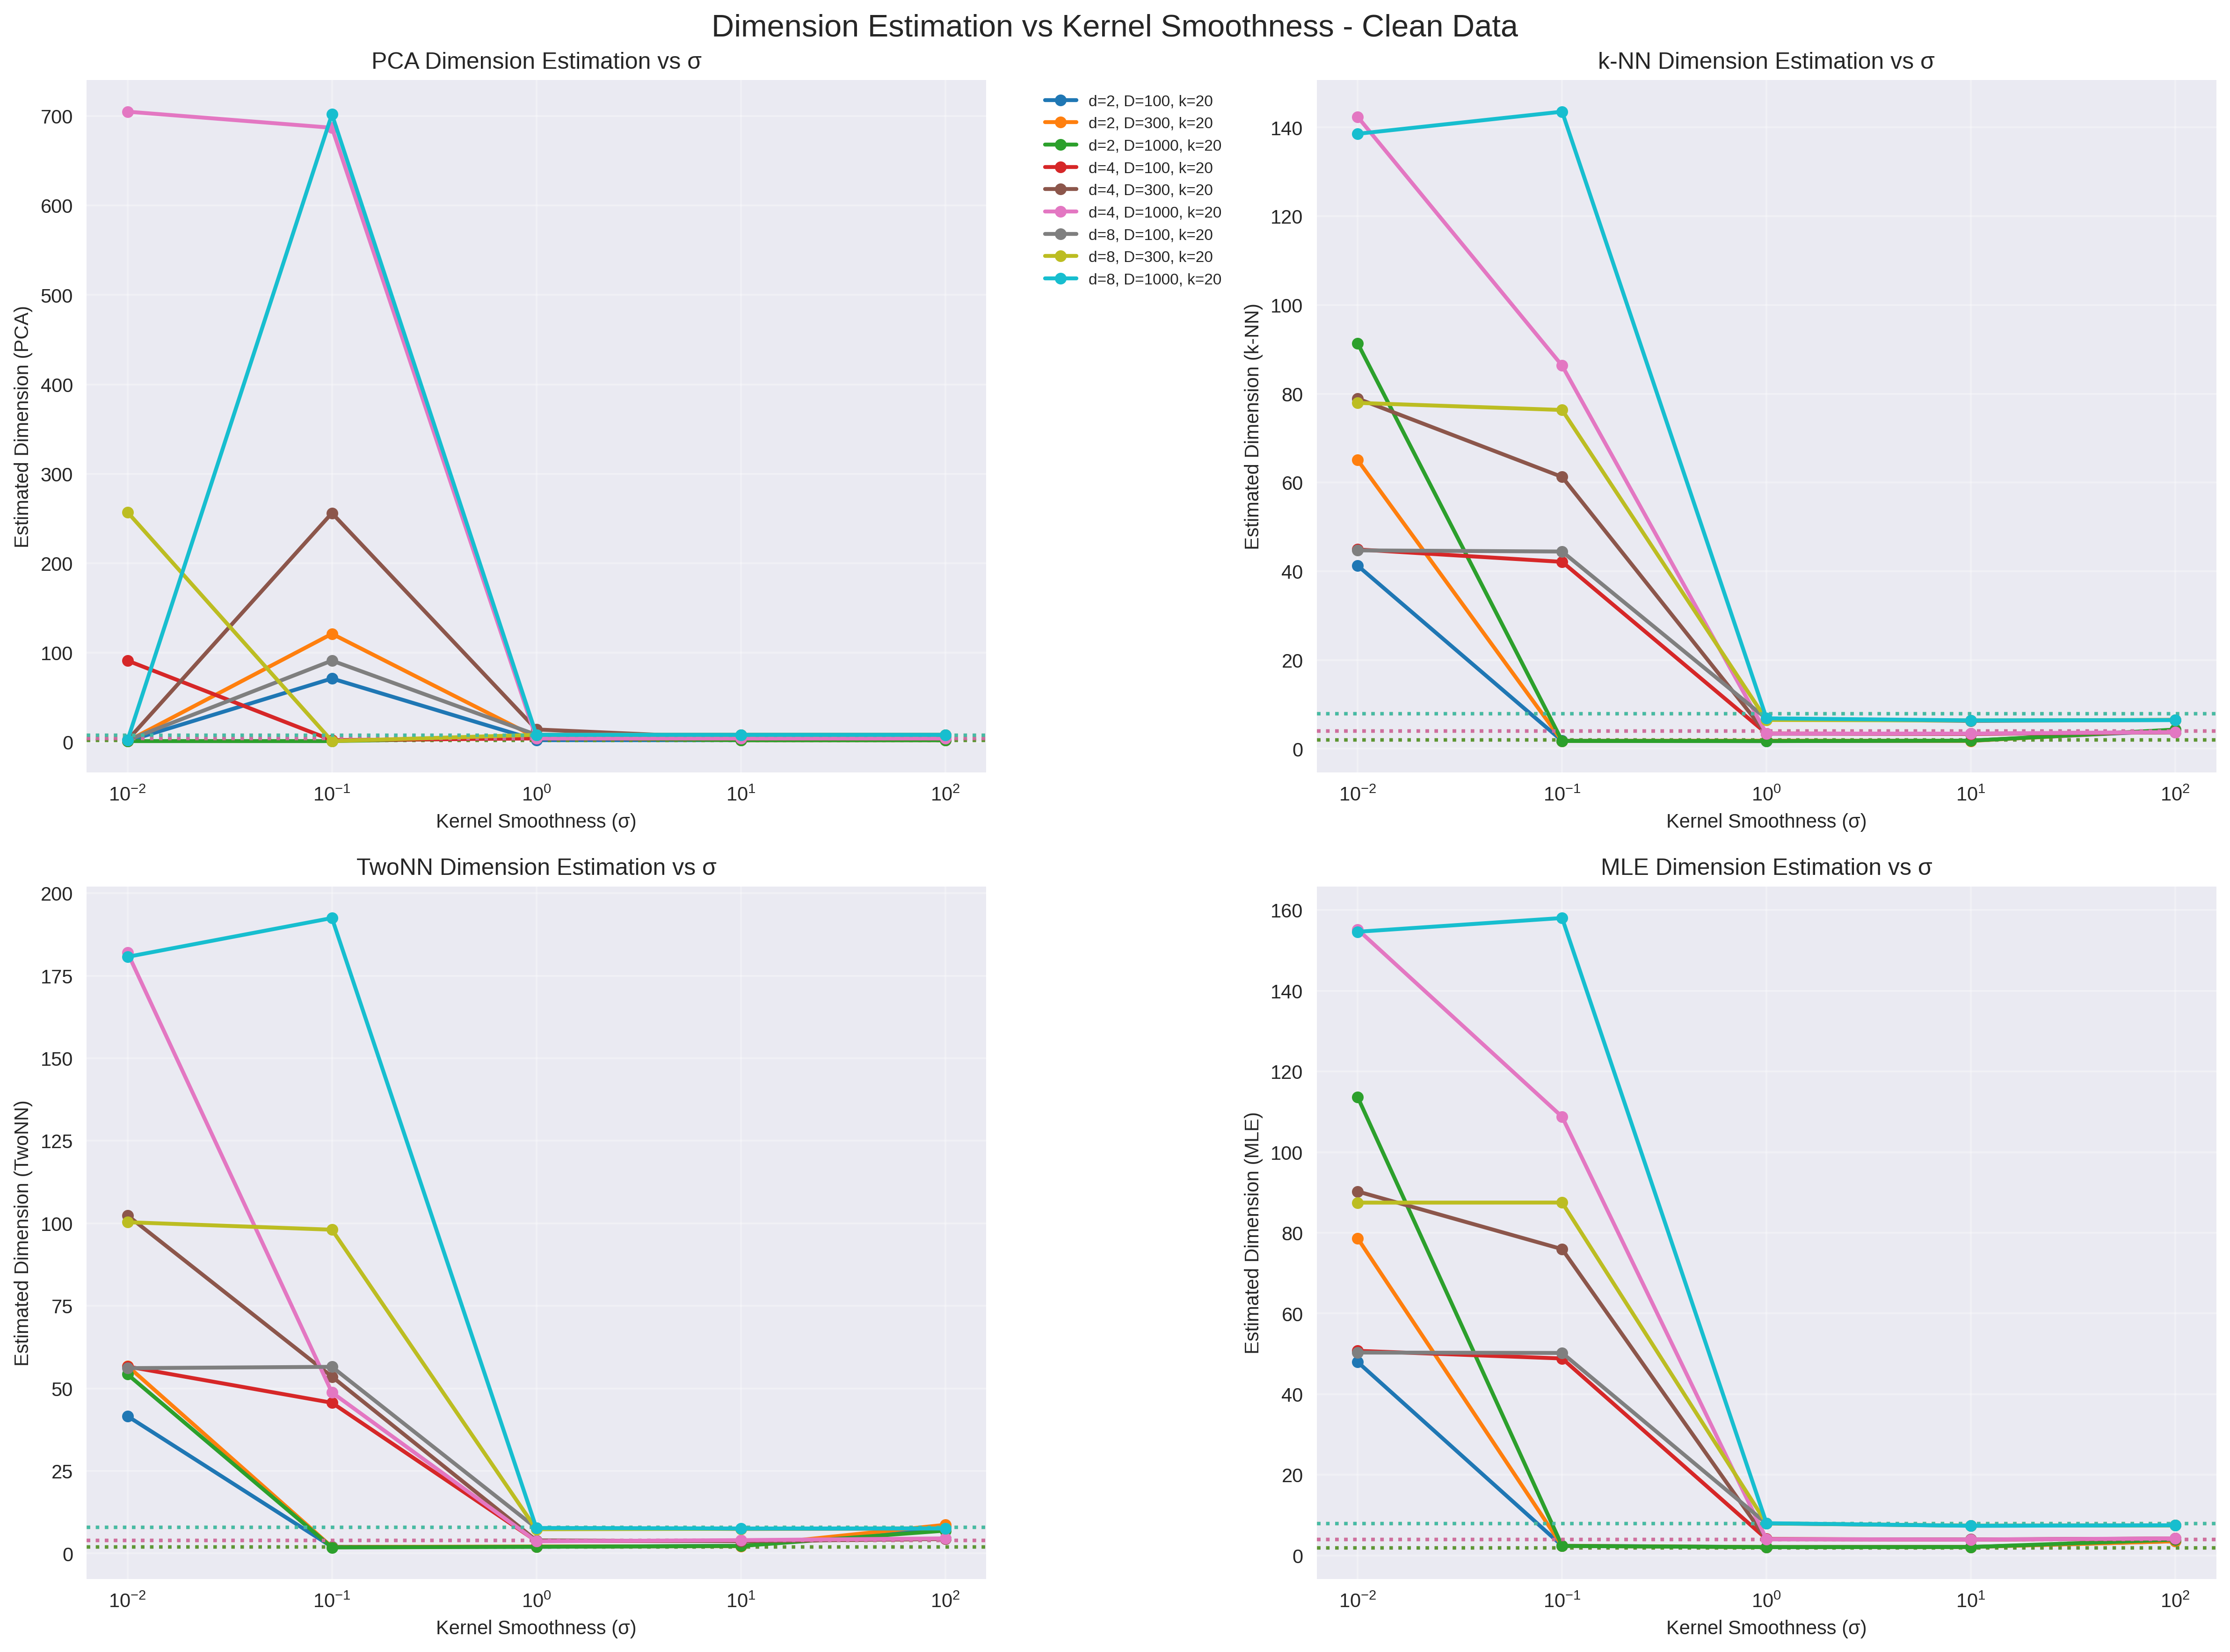 Dimension Estimation vs Kernel Smoothness - Clean Data
PCA Dimension Estimation vs σ
Estimated Dimension (PCA)
700
600
500
400
300
200
100
0
10⁻²
10⁻¹
10⁰
10¹
10²
Kernel Smoothness (σ)
d=2, D=100, k=20
d=2, D=300, k=20
d=2, D=1000, k=20
d=4, D=100, k=20
d=4, D=300, k=20
d=4, D=1000, k=20
d=8, D=100, k=20
d=8, D=300, k=20
d=8, D=1000, k=20
k-NN Dimension Estimation vs σ
Estimated Dimension (k-NN)
140
120
100
80
60
40
20
0
10⁻²
10⁻¹
10⁰
10¹
10²
Kernel Smoothness (σ)
TwoNN Dimension Estimation vs σ
Estimated Dimension (TwoNN)
200
175
150
125
100
75
50
25
0
10⁻²
10⁻¹
10⁰
10¹
10²
Kernel Smoothness (σ)
MLE Dimension Estimation vs σ
Estimated Dimension (MLE)
160
140
120
100
80
60
40
20
0
10⁻²
10⁻¹
10⁰
10¹
10²
Kernel Smoothness (σ)